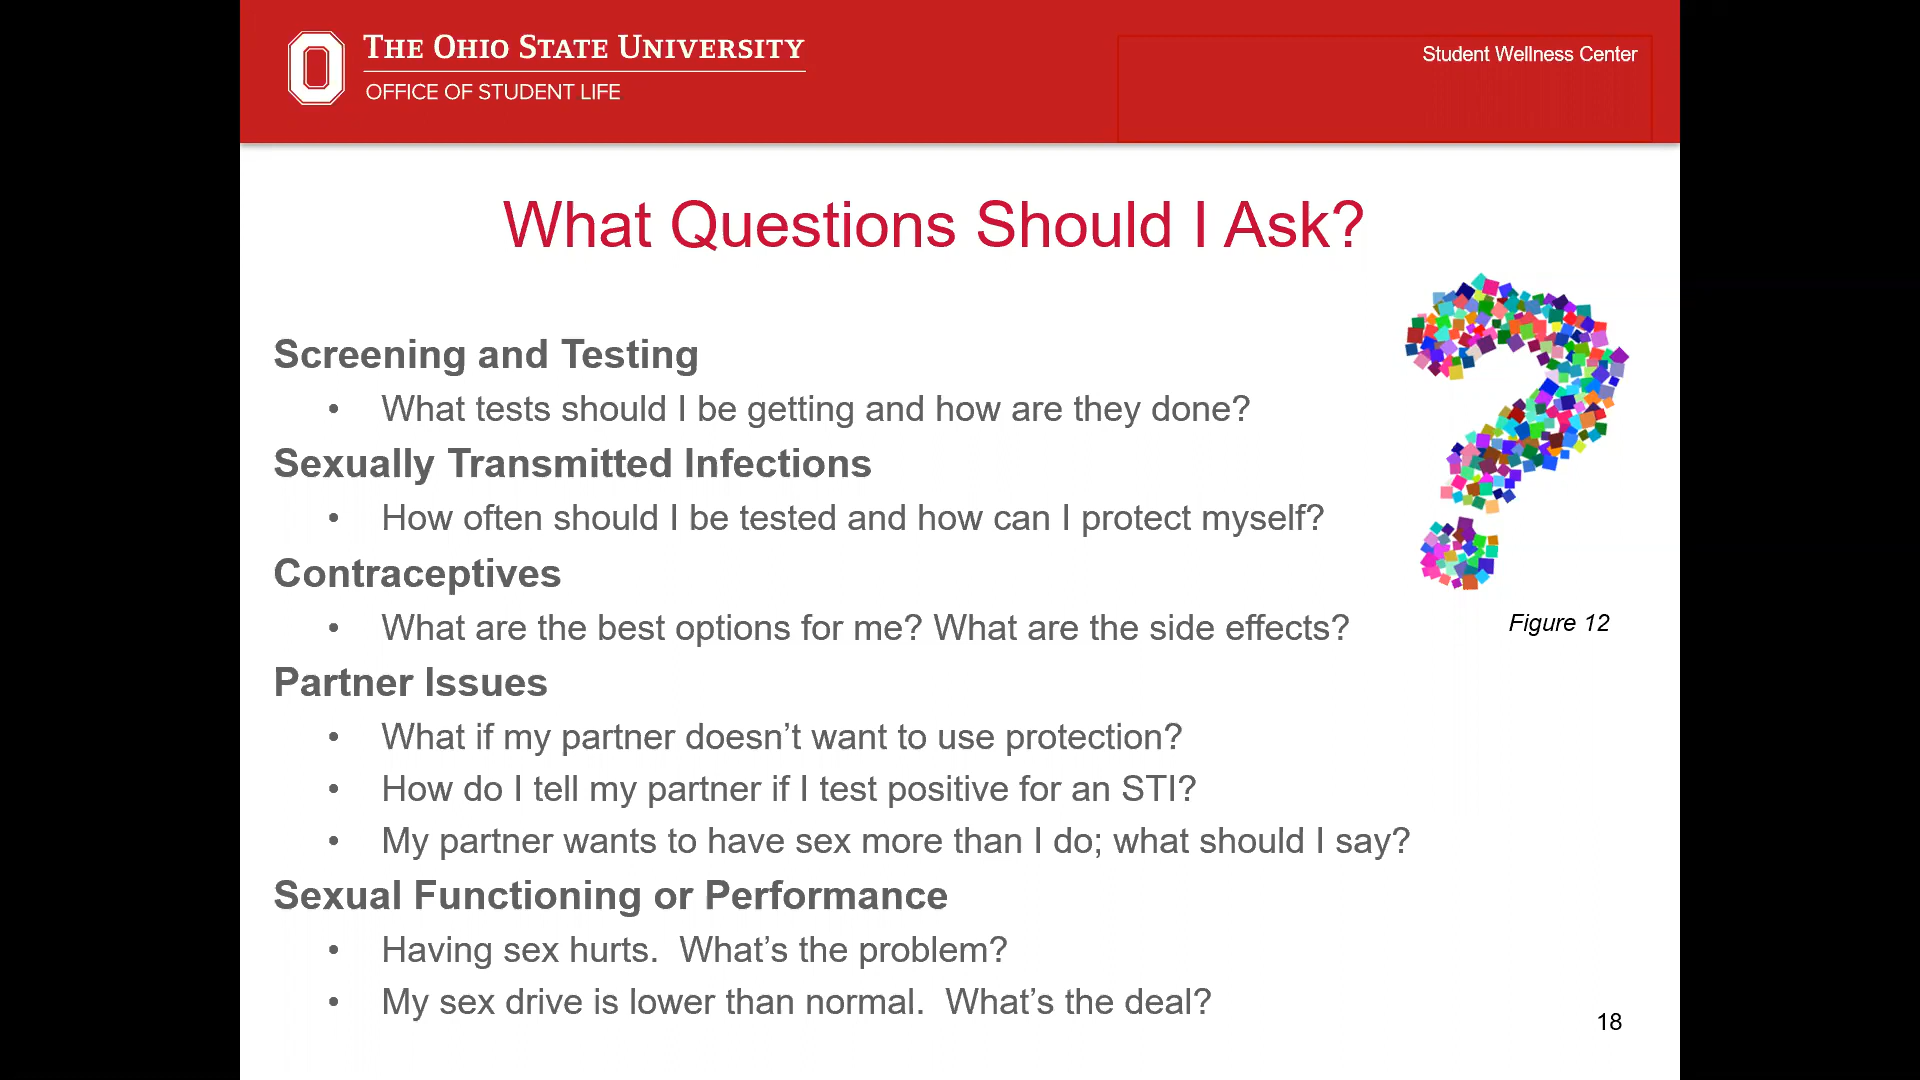 THE OHIO STATE UNIVERSITY
OFFICE OF STUDENT LIFE
Student Wellness Center
What Questions Should I Ask?
Screening and Testing
• What tests should I be getting and how are they done?
Sexually Transmitted Infections
• How often should I be tested and how can I protect myself?
Contraceptives
• What are the best options for me? What are the side effects?
Figure 12
Partner Issues
• What if my partner doesn’t want to use protection?
• How do I tell my partner if I test positive for an STI?
• My partner wants to have sex more than I do; what should I say?
Sexual Functioning or Performance
• Having sex hurts.  What’s the problem?
• My sex drive is lower than normal.  What’s the deal?
18